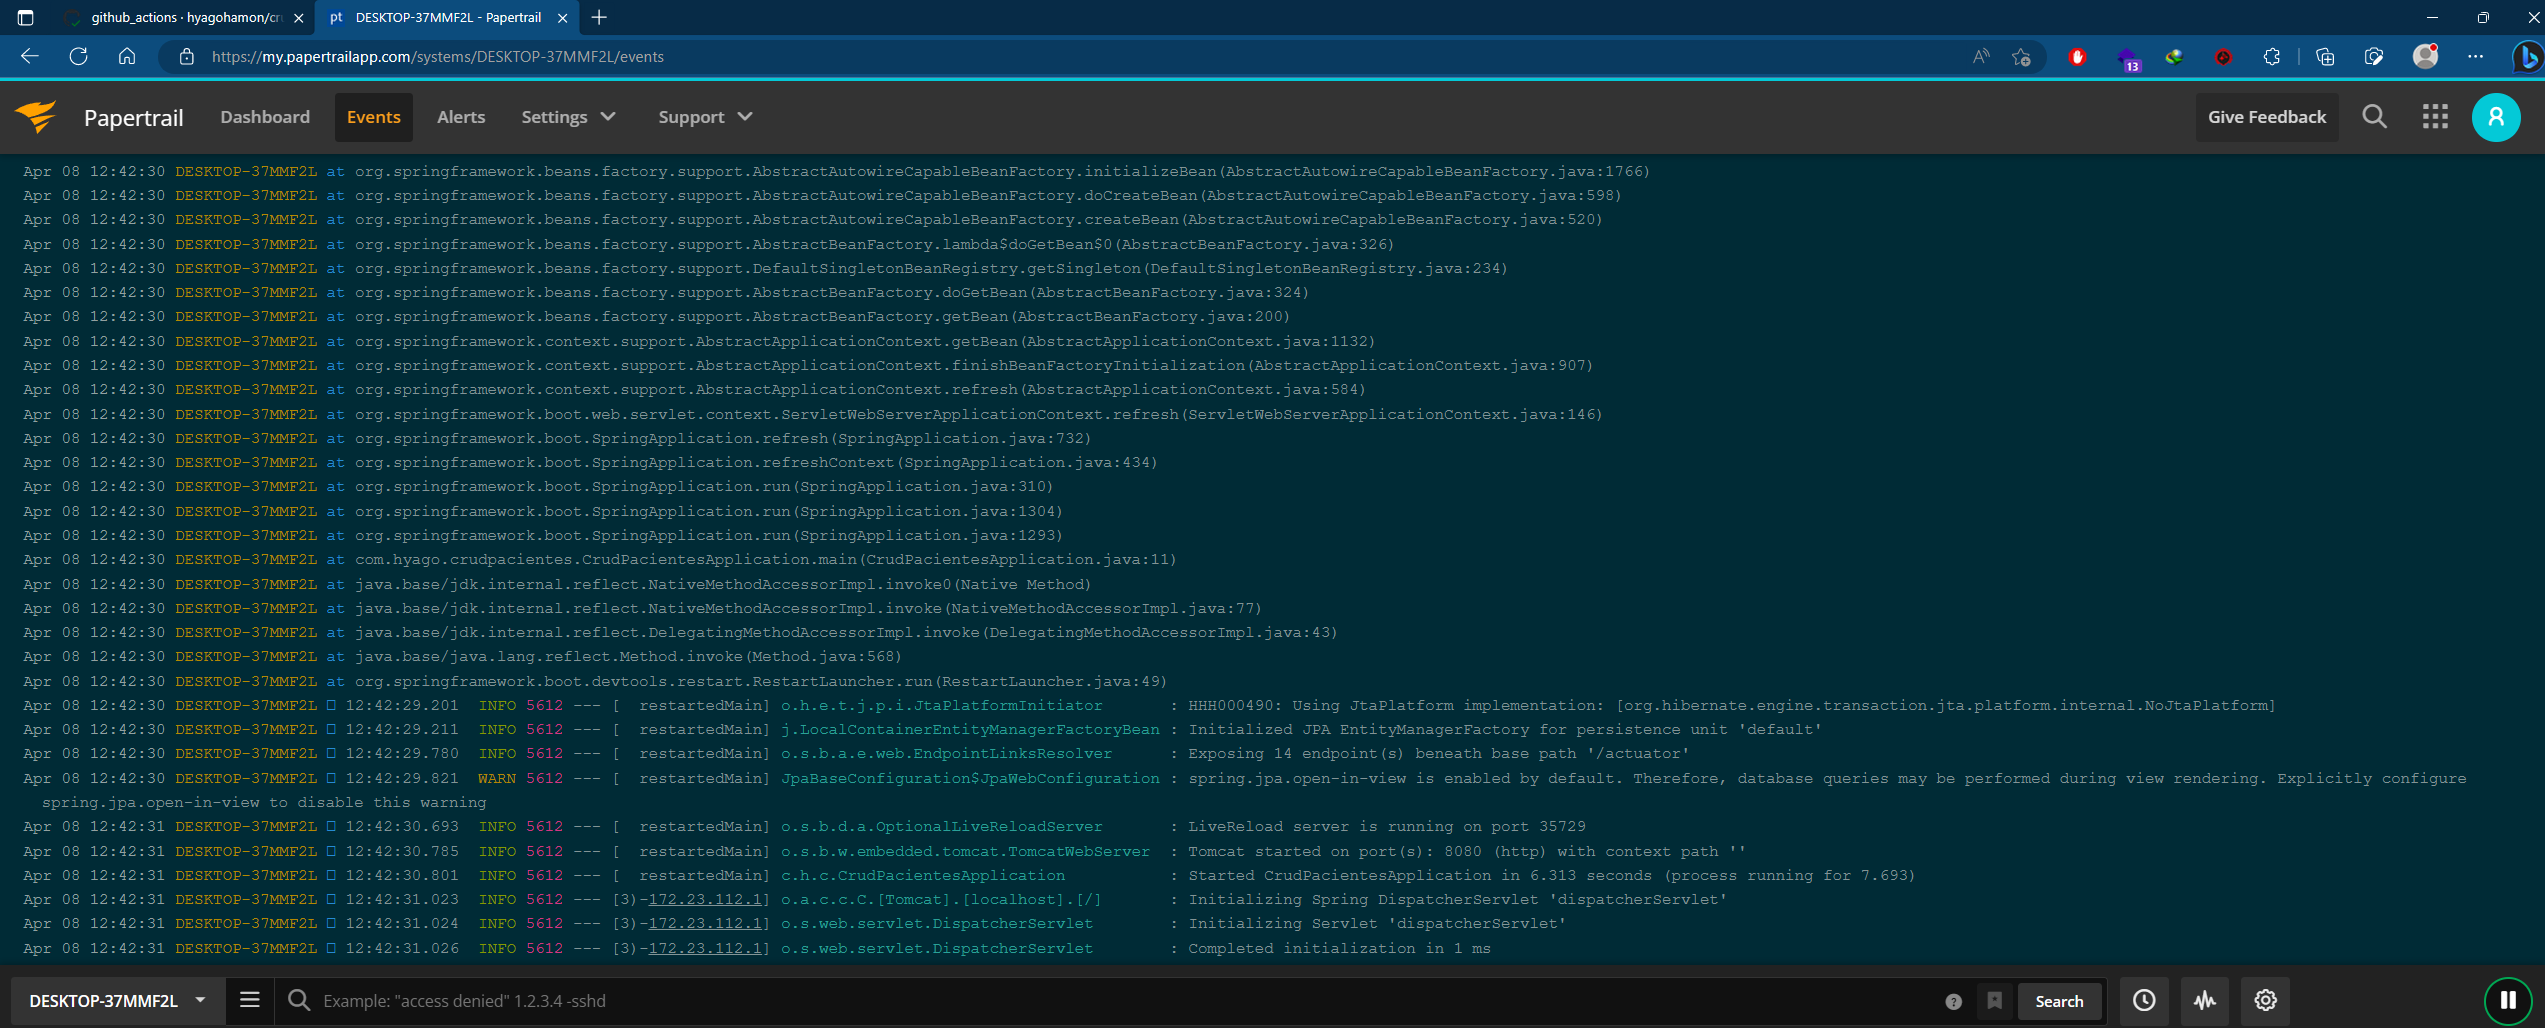 github_actions · hyagohamon/cr
pt DESKTOP-37MMF2L - Papertrail
https://my.papertrailapp.com/systems/DESKTOP-37MMF2L/events
13
Papertrail Dashboard Events Alerts Settings Support Give Feedback
Apr 08 12:42:30 DESKTOP-37MMF2L at org.springframework.beans.factory.support.AbstractAutowireCapableBeanFactory.initializeBean(AbstractAutowireCapableBeanFactory.java:1766)
Apr 08 12:42:30 DESKTOP-37MMF2L at org.springframework.beans.factory.support.AbstractAutowireCapableBeanFactory.doCreateBean(AbstractAutowireCapableBeanFactory.java:598)
Apr 08 12:42:30 DESKTOP-37MMF2L at org.springframework.beans.factory.support.AbstractAutowireCapableBeanFactory.createBean(AbstractAutowireCapableBeanFactory.java:520)
Apr 08 12:42:30 DESKTOP-37MMF2L at org.springframework.beans.factory.support.AbstractBeanFactory.lambda$doGetBean$0(AbstractBeanFactory.java:326)
Apr 08 12:42:30 DESKTOP-37MMF2L at org.springframework.beans.factory.support.DefaultSingletonBeanRegistry.getSingleton(DefaultSingletonBeanRegistry.java:234)
Apr 08 12:42:30 DESKTOP-37MMF2L at org.springframework.beans.factory.support.AbstractBeanFactory.doGetBean(AbstractBeanFactory.java:324)
Apr 08 12:42:30 DESKTOP-37MMF2L at org.springframework.beans.factory.support.AbstractBeanFactory.getBean(AbstractBeanFactory.java:200)
Apr 08 12:42:30 DESKTOP-37MMF2L at org.springframework.context.support.AbstractApplicationContext.getBean(AbstractApplicationContext.java:1132)
Apr 08 12:42:30 DESKTOP-37MMF2L at org.springframework.context.support.AbstractApplicationContext.finishBeanFactoryInitialization(AbstractApplicationContext.java:907)
Apr 08 12:42:30 DESKTOP-37MMF2L at org.springframework.context.support.AbstractApplicationContext.refresh(AbstractApplicationContext.java:584)
Apr 08 12:42:30 DESKTOP-37MMF2L at org.springframework.boot.web.servlet.context.ServletWebServerApplicationContext.refresh(ServletWebServerApplicationContext.java:146)
Apr 08 12:42:30 DESKTOP-37MMF2L at org.springframework.boot.SpringApplication.refresh(SpringApplication.java:732)
Apr 08 12:42:30 DESKTOP-37MMF2L at org.springframework.boot.SpringApplication.refreshContext(SpringApplication.java:434)
Apr 08 12:42:30 DESKTOP-37MMF2L at org.springframework.boot.SpringApplication.run(SpringApplication.java:310)
Apr 08 12:42:30 DESKTOP-37MMF2L at org.springframework.boot.SpringApplication.run(SpringApplication.java:1304)
Apr 08 12:42:30 DESKTOP-37MMF2L at org.springframework.boot.SpringApplication.run(SpringApplication.java:1293)
Apr 08 12:42:30 DESKTOP-37MMF2L at com.hyago.crudpacientes.CrudPacientesApplication.main(CrudPacientesApplication.java:11)
Apr 08 12:42:30 DESKTOP-37MMF2L at java.base/jdk.internal.reflect.NativeMethodAccessorImpl.invoke0(Native Method)
Apr 08 12:42:30 DESKTOP-37MMF2L at java.base/jdk.internal.reflect.NativeMethodAccessorImpl.invoke(NativeMethodAccessorImpl.java:77)
Apr 08 12:42:30 DESKTOP-37MMF2L at java.base/jdk.internal.reflect.DelegatingMethodAccessorImpl.invoke(DelegatingMethodAccessorImpl.java:43)
Apr 08 12:42:30 DESKTOP-37MMF2L at java.base/java.lang.reflect.Method.invoke(Method.java:568)
Apr 08 12:42:30 DESKTOP-37MMF2L at org.springframework.boot.devtools.restart.RestartLauncher.run(RestartLauncher.java:49)
Apr 08 12:42:30 DESKTOP-37MMF2L 12:42:29.201 INFO 5612 --- [ restartedMain] o.h.e.t.j.p.i.JtaPlatformInitiator : HHH000490: Using JtaPlatform implementation: [org.hibernate.engine.transaction.jta.platform.internal.NoJtaPlatform]
Apr 08 12:42:30 DESKTOP-37MMF2L 12:42:29.211 INFO 5612 --- [ restartedMain] j.LocalContainerEntityManagerFactoryBean : Initialized JPA EntityManagerFactory for persistence unit 'default'
Apr 08 12:42:30 DESKTOP-37MMF2L 12:42:29.780 INFO 5612 --- [ restartedMain] o.s.b.a.e.web.EndpointLinksResolver : Exposing 14 endpoint(s) beneath base path '/actuator'
Apr 08 12:42:30 DESKTOP-37MMF2L 12:42:29.821 WARN 5612 --- [ restartedMain] JpaBaseConfiguration$JpaWebConfiguration : spring.jpa.open-in-view is enabled by default. Therefore, database queries may be performed during view rendering. Explicitly configure
spring.jpa.open-in-view to disable this warning
Apr 08 12:42:31 DESKTOP-37MMF2L 12:42:30.693 INFO 5612 --- [ restartedMain] o.s.b.d.a.OptionalLiveReloadServer : LiveReload server is running on port 35729
Apr 08 12:42:31 DESKTOP-37MMF2L 12:42:30.785 INFO 5612 --- [ restartedMain] o.s.b.w.embedded.tomcat.TomcatWebServer : Tomcat started on port(s): 8080 (http) with context path ''
Apr 08 12:42:31 DESKTOP-37MMF2L 12:42:30.801 INFO 5612 --- [ restartedMain] c.h.c.CrudPacientesApplication : Started CrudPacientesApplication in 6.313 seconds (process running for 7.693)
Apr 08 12:42:31 DESKTOP-37MMF2L 12:42:31.023 INFO 5612 --- [3)-172.23.112.1] o.a.c.c.C.[Tomcat].[localhost].[/] : Initializing Spring DispatcherServlet 'dispatcherServlet'
Apr 08 12:42:31 DESKTOP-37MMF2L 12:42:31.024 INFO 5612 --- [3)-172.23.112.1] o.s.web.servlet.DispatcherServlet : Initializing Servlet 'dispatcherServlet'
Apr 08 12:42:31 DESKTOP-37MMF2L 12:42:31.026 INFO 5612 --- [3)-172.23.112.1] o.s.web.servlet.DispatcherServlet : Completed initialization in 1 ms
DESKTOP-37MMF2L Example: "access denied" 1.2.3.4 -sshd Search